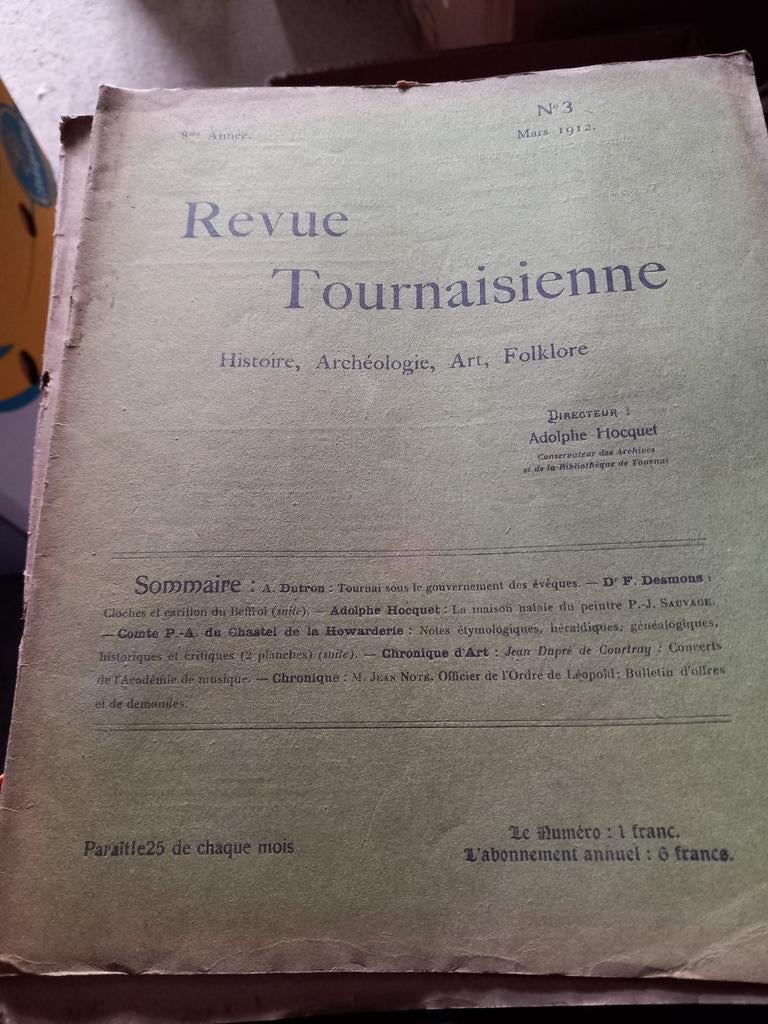 8me Année.
N° 3
Mars 1912.
Revue
Tournaisienne
Histoire, Archéologie, Art, Folklore
DIRECTEUR :
Adolphe Hocquet
Conservateur des Archives
et de la Bibliothèque de Tournai
Sommaire : A. Dutron : Tournai sous le gouvernement des évêques. — Dr F. Desmons :
Cloches et carillon du Beffroi (suite). — Adolphe Hocquet : La maison natale du peintre P.-J. SAUVAGE.
— Comte P.-A. du Chastel de la Howarderie : Notes étymologiques, héraldiques, généalogiques,
historiques et critiques (2 planches) (suite). — Chronique d'Art : Jean Dupré de Courtray ; Concerts
de l'Académie de musique. — Chronique : M. JEAN NOTÉ, Officier de l'Ordre de Léopold ; Bulletin d'offres
et de demandes.
Paraît le 25 de chaque mois
Le Numéro : 1 franc.
L'abonnement annuel : 6 francs.